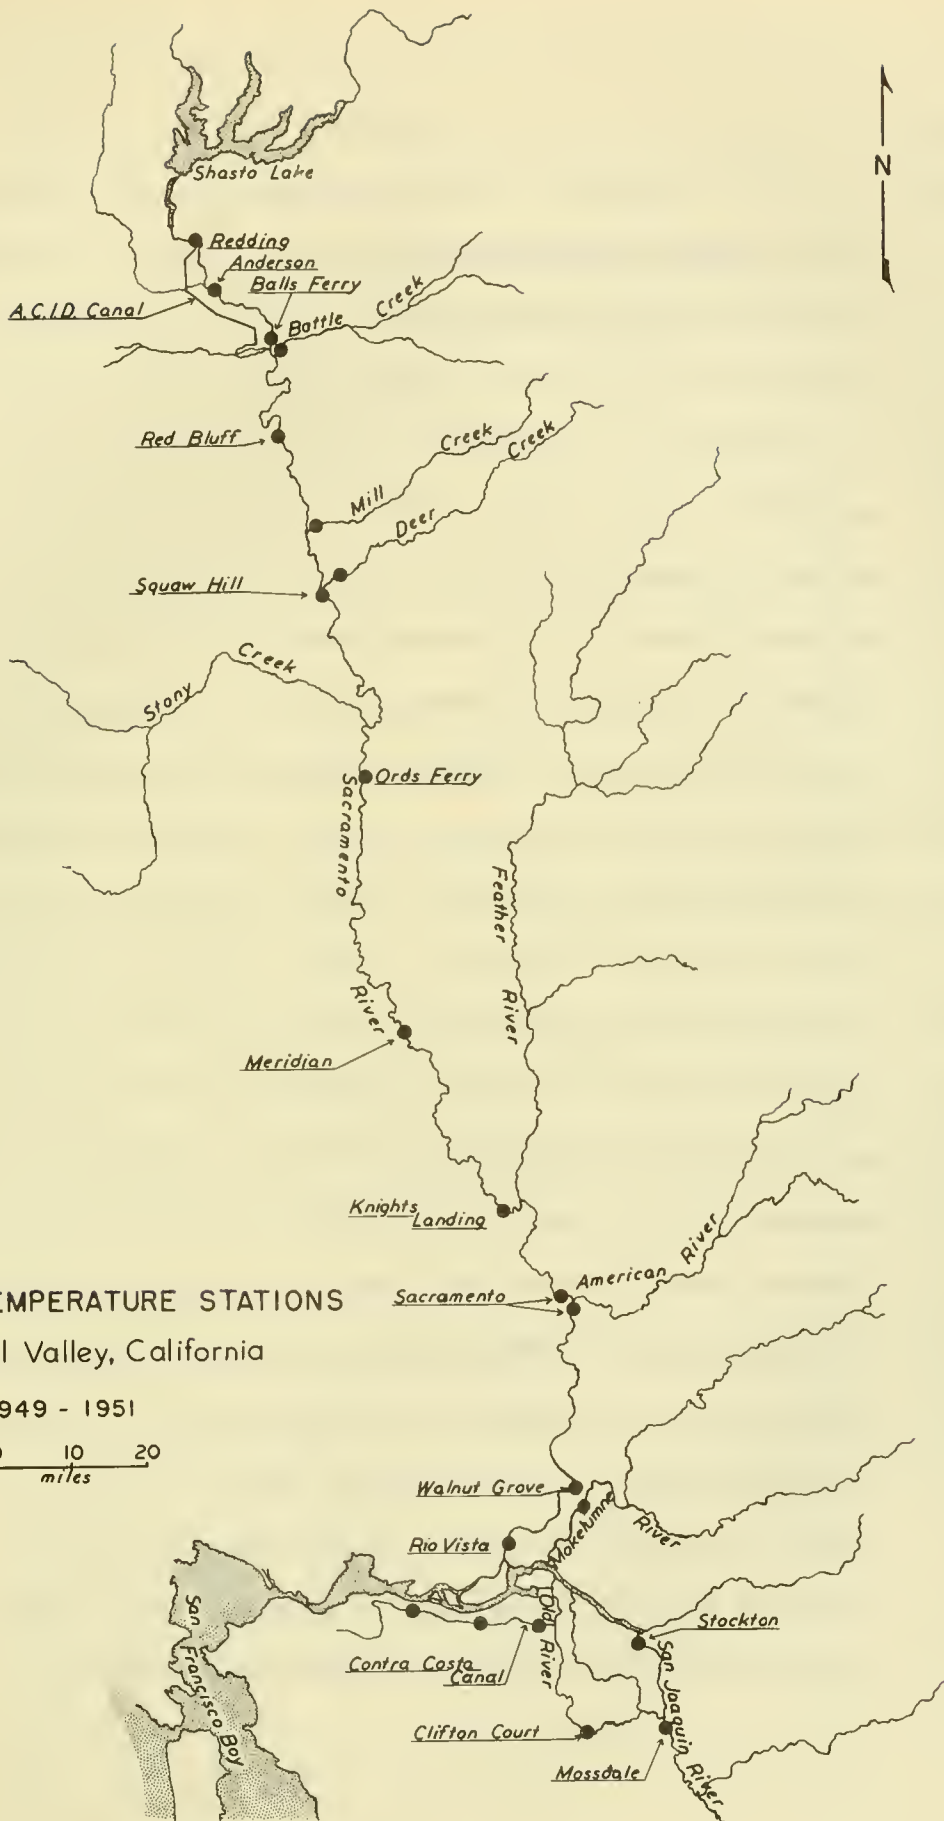 N
Shasta Lake
Redding
Anderson
Balls Ferry
A.C.I.D. Canal
Battle Creek
Red Bluff
Mill Creek
Deer Creek
Squaw Hill
Stony Creek
Ords Ferry
Sacramento River
Feather River
Meridian
Knights
Landing
American River
Sacramento
EMPERATURE STATIONS
l Valley, California
949 - 1951
10 20
miles
Walnut Grove
Mokelumne River
Rio Vista
San Francisco Bay
Old River
Stockton
Contra Costa
Canal
San Joaquin River
Clifton Court
Mossdale